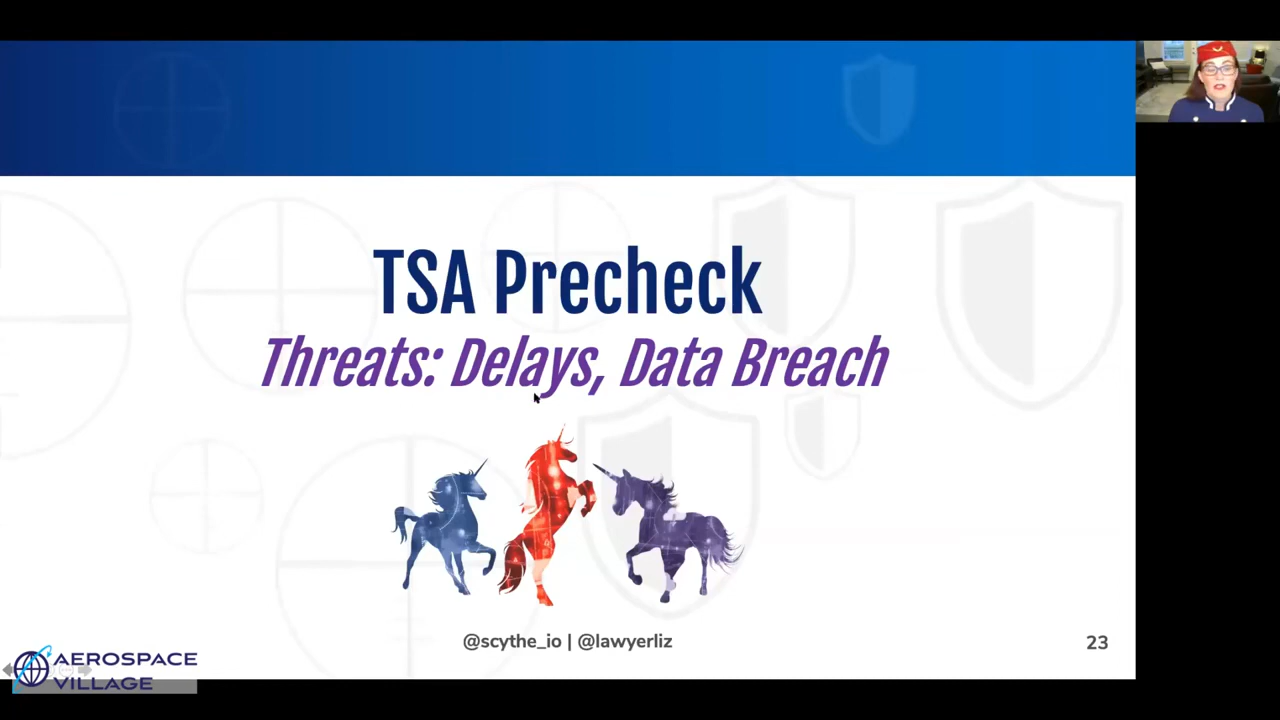 TSA Precheck
Threats: Delays, Data Breach
@scythe_io | @lawyerliz
23
AEROSPACE
VILLAGE